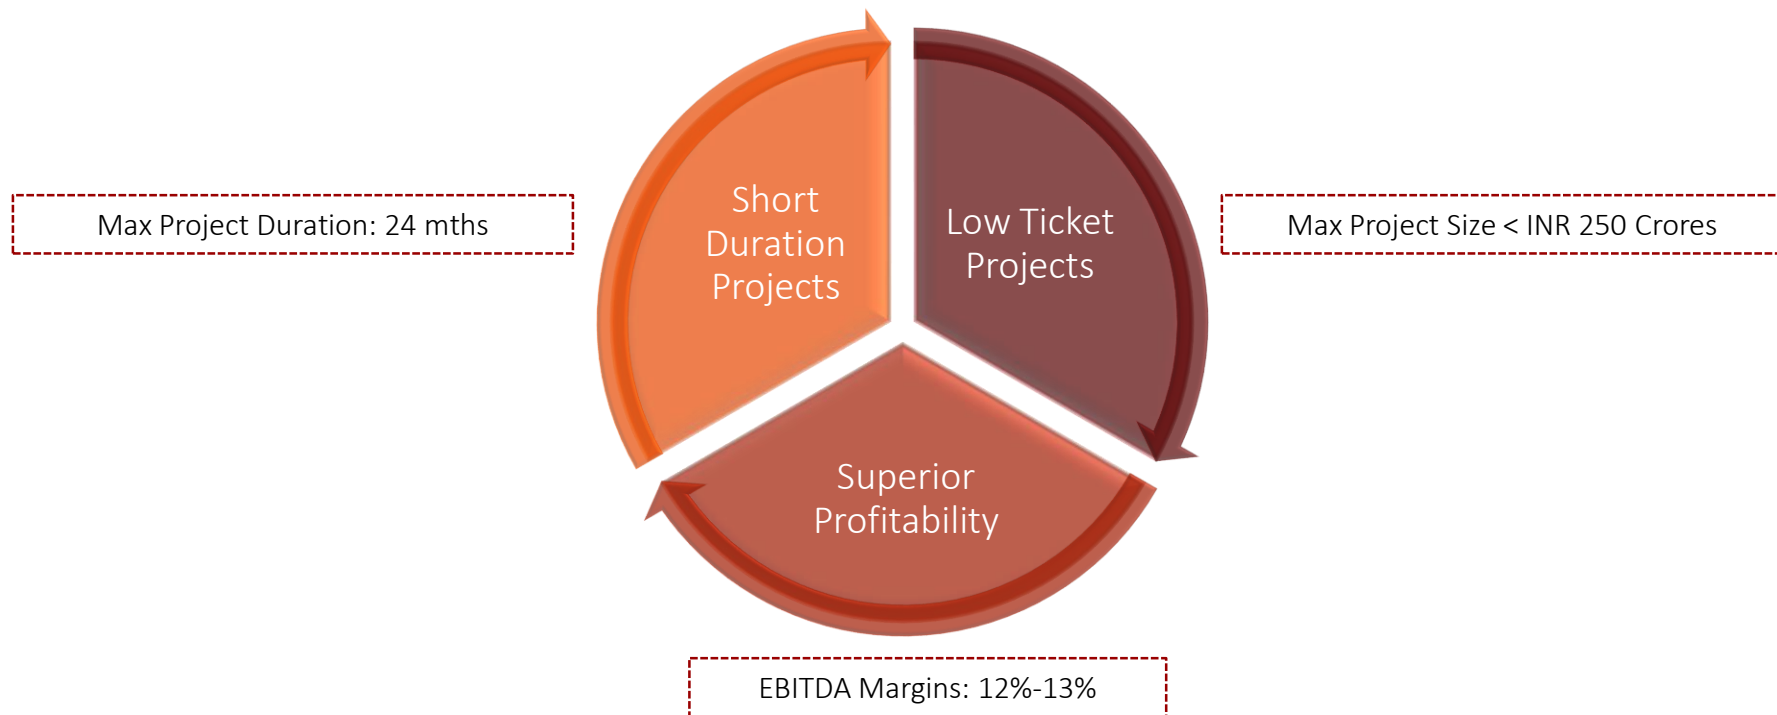 Short
Duration
Projects
Low Ticket
Projects
Max Project Duration: 24 mths
Max Project Size < INR 250 Crores
Superior
Profitability
EBITDA Margins: 12%-13%